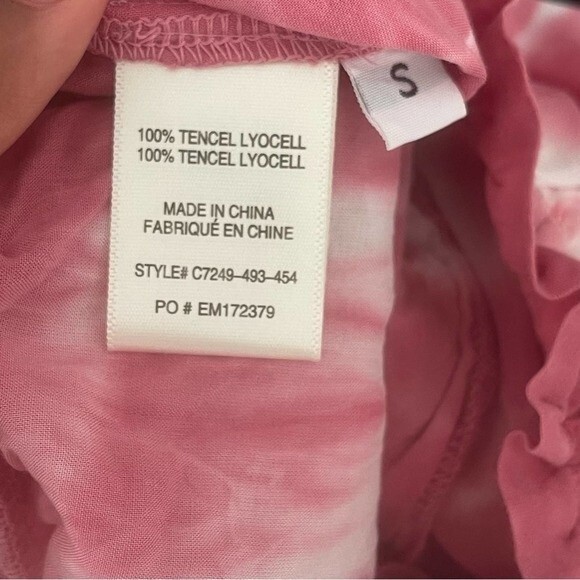 S
100% TENCEL LYOCELL
100% TENCEL LYOCELL
MADE IN CHINA
FABRIQUÉ EN CHINE
STYLE# C7249-493-454
PO # EM172379